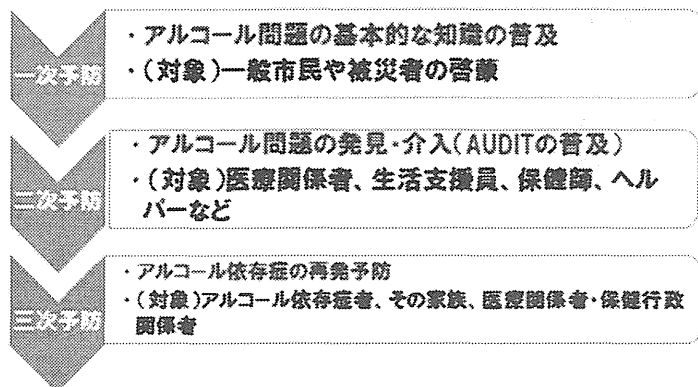 一次予防
・アルコール問題の基本的な知識の普及
・(対象)一般市民や被災者の啓蒙
二次予防
・アルコール問題の発見・介入(AUDITの普及)
・(対象)医療関係者、生活支援員、保健師、ヘル
パーなど
三次予防
・アルコール依存症の再発予防
・(対象)アルコール依存症者、その家族、医療関係者・保健行政
関係者